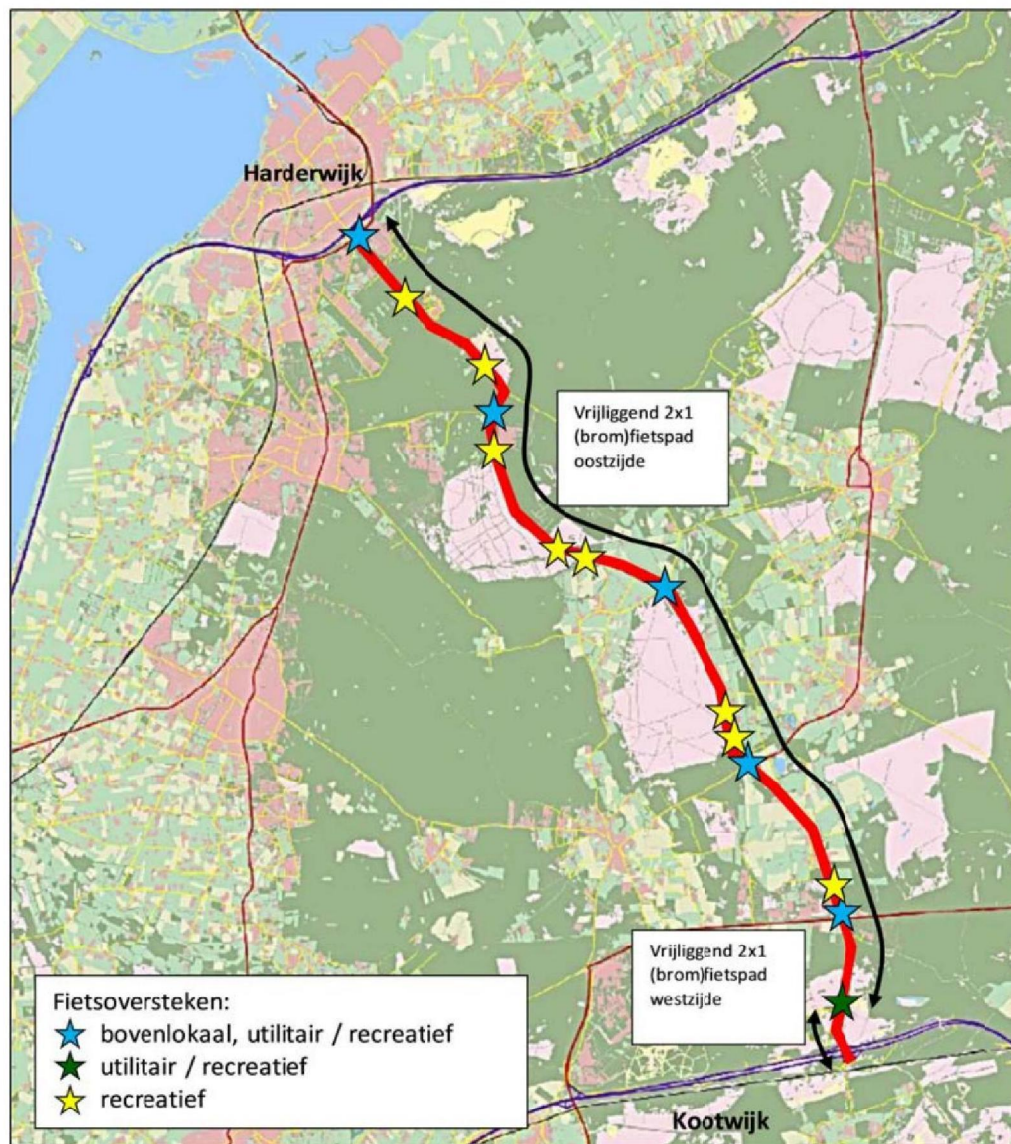 Harderwijk
Vrijliggend 2x1
(brom)fietspad
oostzijde
Vrijliggend 2x1
(brom)fietspad
westzijde
Fietsoversteken:
bovenlokaal, utilitair / recreatief
utilitair / recreatief
recreatief
Kootwijk